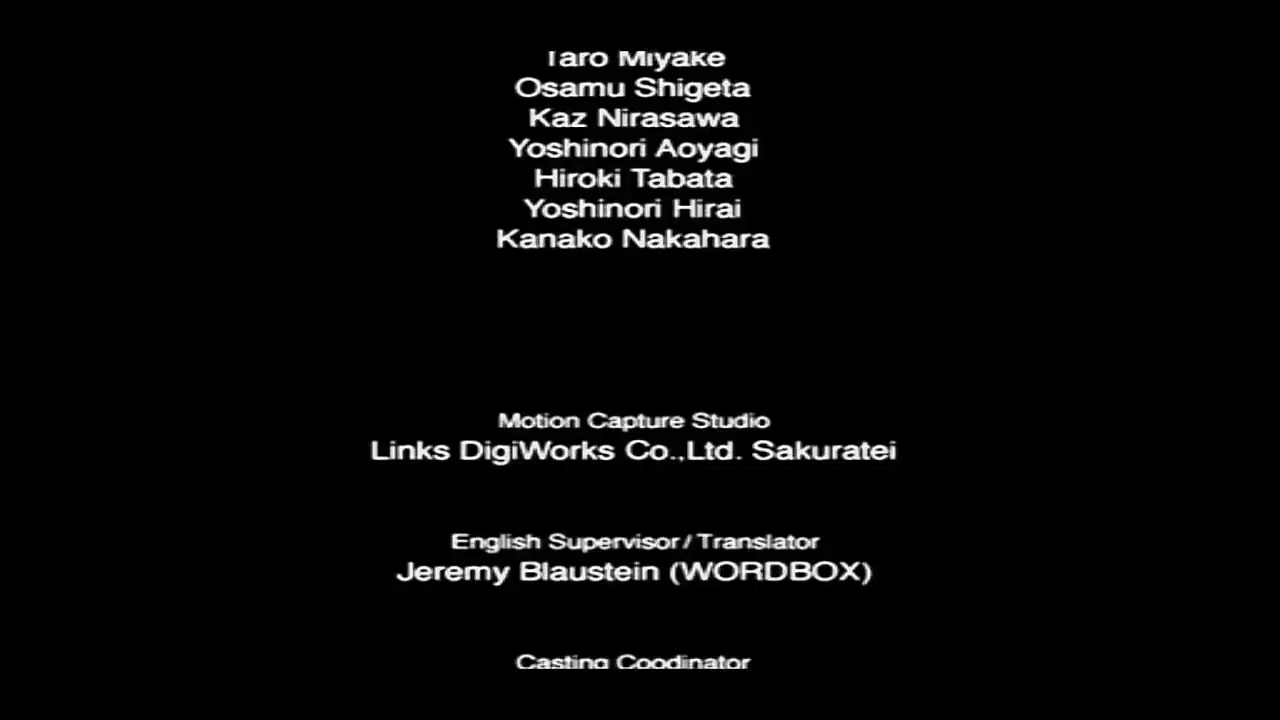 Taro Miyake
Osamu Shigeta
Kaz Nirasawa
Yoshinori Aoyagi
Hiroki Tabata
Yoshinori Hirai
Kanako Nakahara
Motion Capture Studio
Links DigiWorks Co.,Ltd. Sakuratei
English Supervisor / Translator
Jeremy Blaustein (WORDBOX)
Casting Coodinator